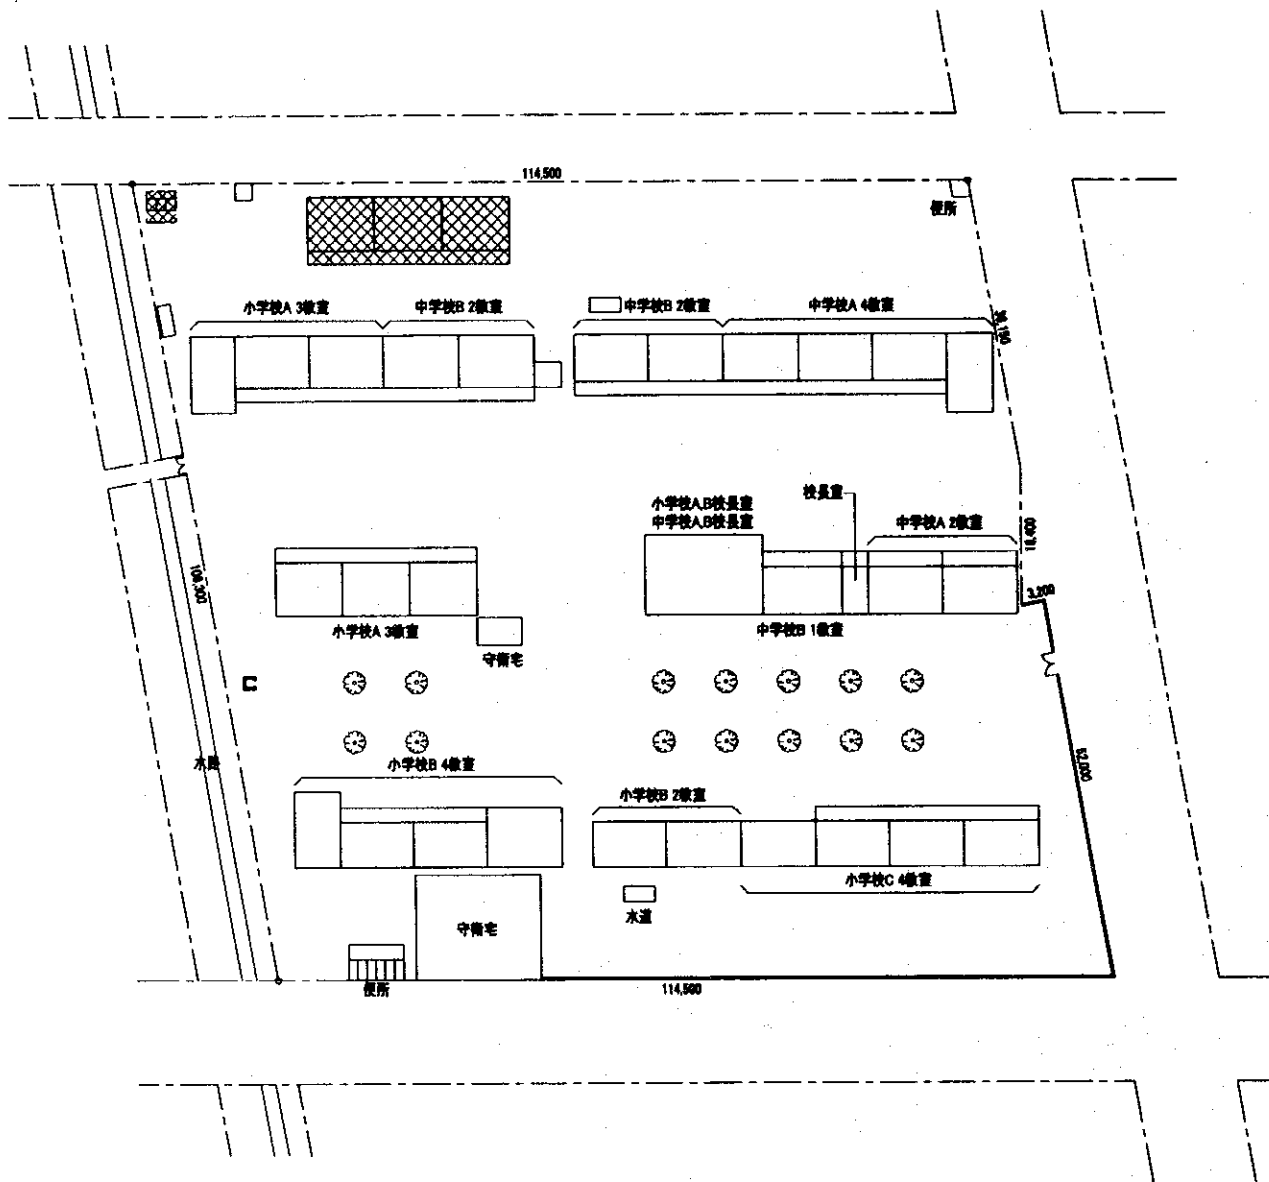 114,500
便所
小学校A 3教室
中学校B 2教室
中学校B 2教室
中学校A 4教室
小学校A,B校長室
中学校A,B校長室
校長室
中学校A 2教室
18,400
3,200
小学校A 3教室
守衛宅
中学校B 1教室
水路
小学校B 4教室
52,000
小学校B 2教室
小学校C 4教室
水道
守衛宅
便所
114,500